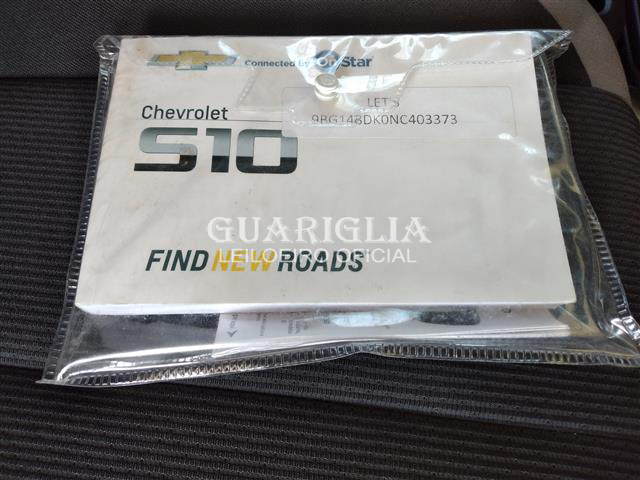 Connected by OnStar
Chevrolet
LET'S
9BG148DK0NC403373
S10
GUARIGLIA
LEILOEIRO OFICIAL
FIND NEW ROADS